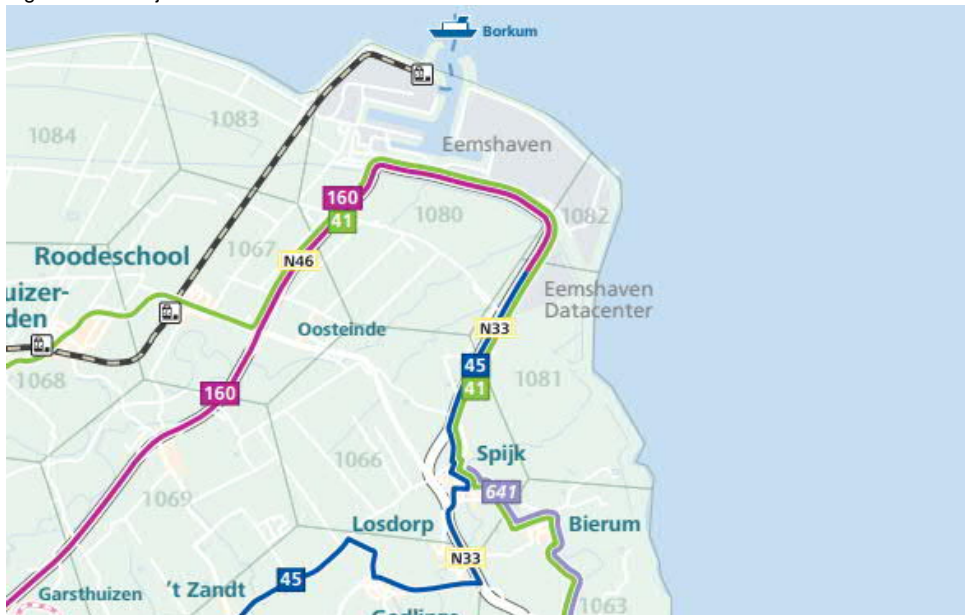 Borkum
1083
1084
Eemshaven
160
41
1080
1082
1067
Roodeschool
N46
Eemshaven
Datacenter
uizer-
den
Oosteinde
N33
1068
45
41
1081
160
1066
Spijk
641
1069
Losdorp
Bierum
N33
45
't Zandt
Garsthuizen
1063